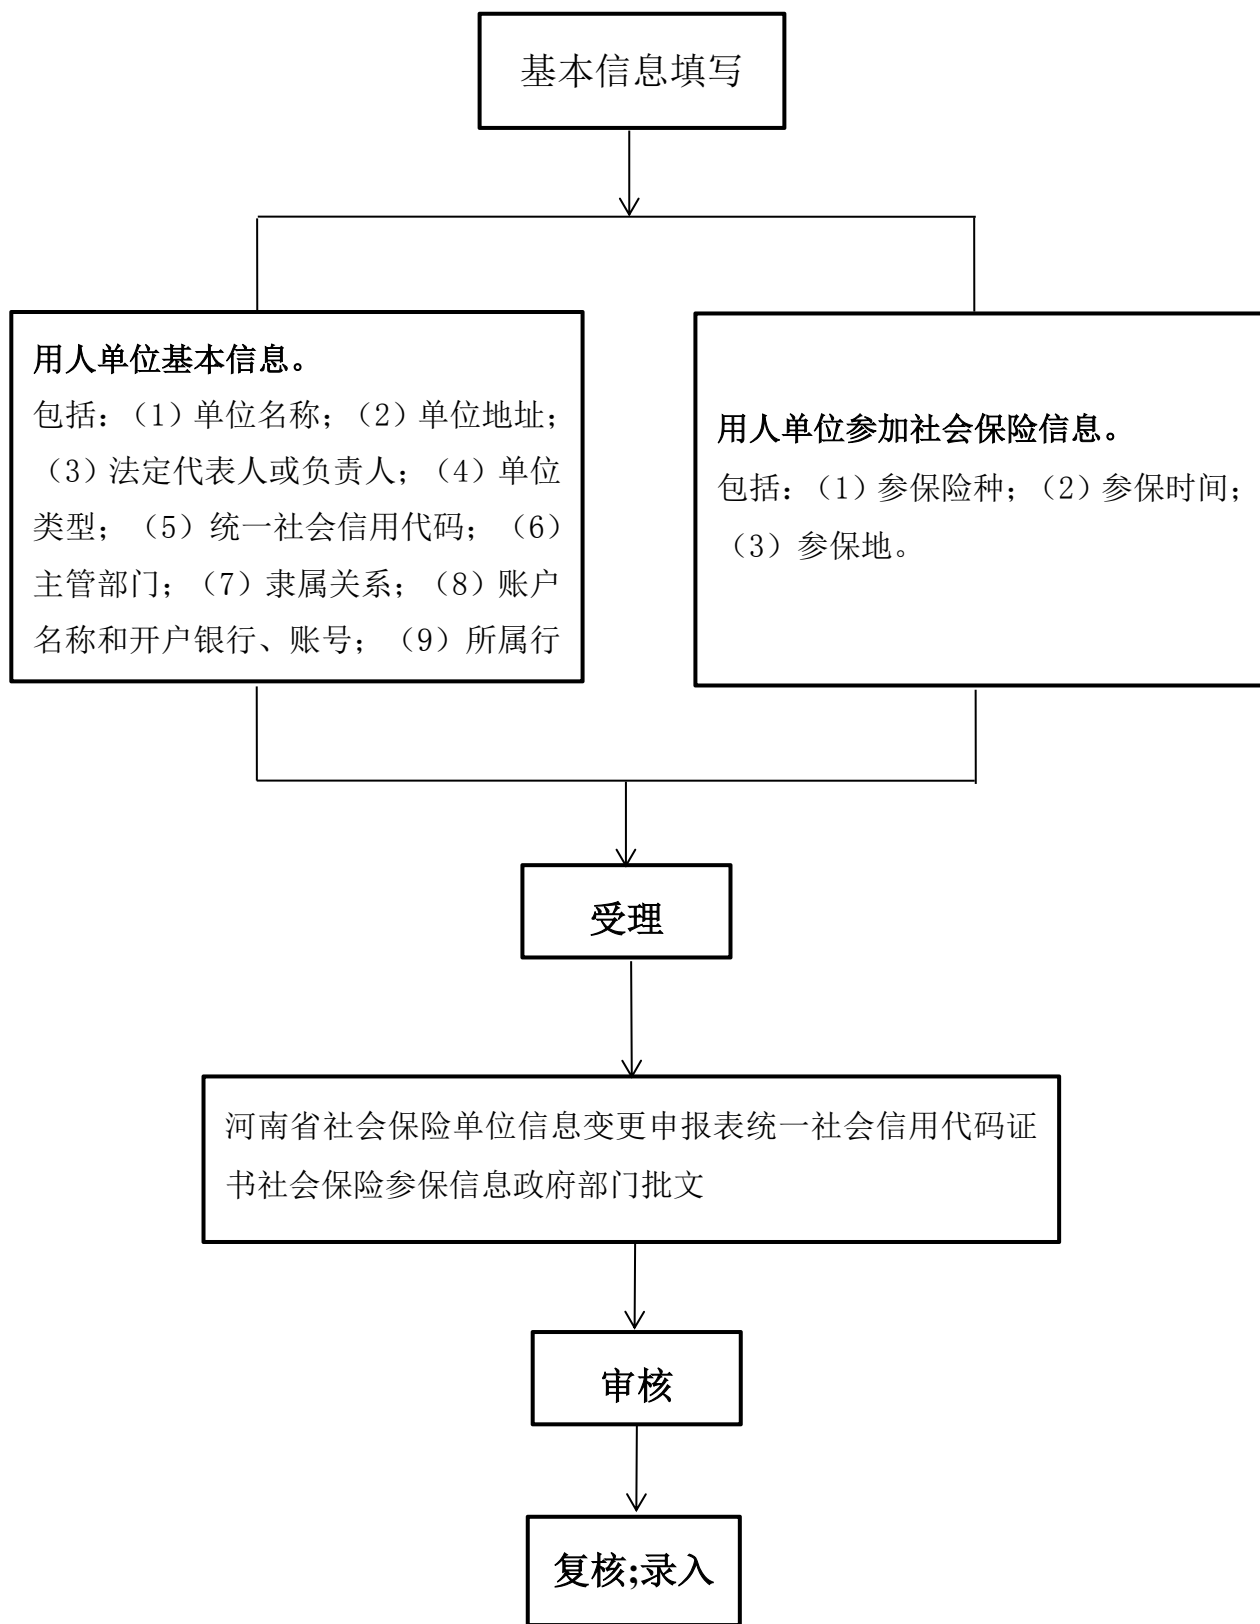 基本信息填写
用人单位基本信息。
包括：（1）单位名称；（2）单位地址；
（3）法定代表人或负责人；（4）单位
类型；（5）统一社会信用代码；（6）
主管部门；（7）隶属关系；（8）账户
名称和开户银行、账号；（9）所属行
用人单位参加社会保险信息。
包括：（1）参保险种；（2）参保时间；
（3）参保地。
受理
河南省社会保险单位信息变更申报表统一社会信用代码证
书社会保险参保信息政府部门批文
审核
复核;录入